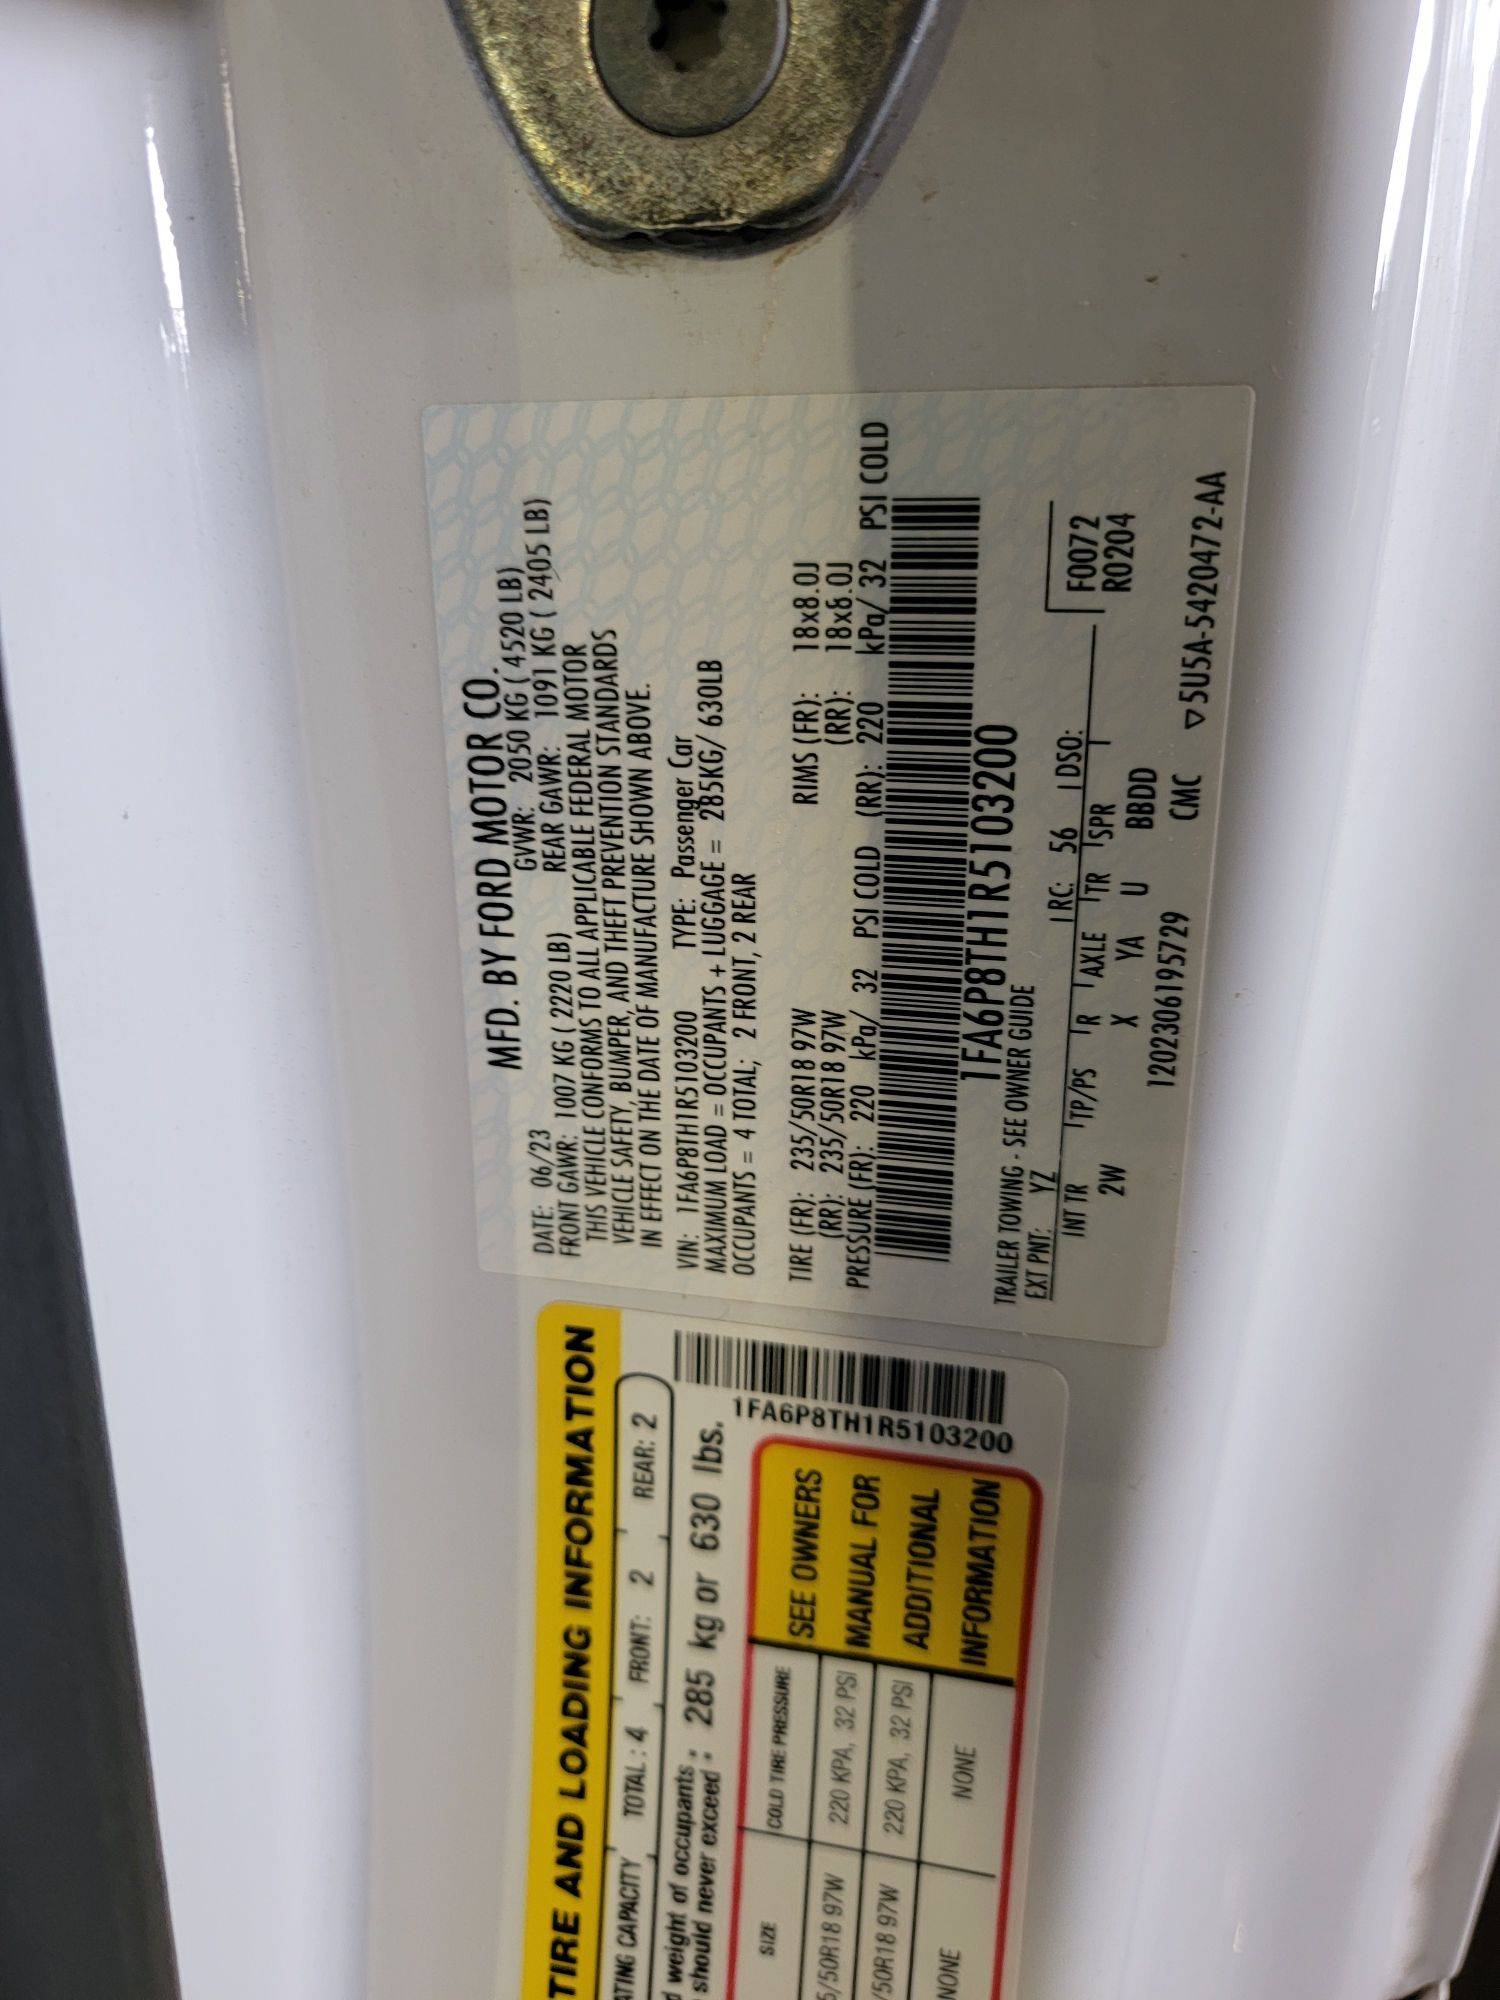 MFD. BY FORD MOTOR CO.
DATE: 06/23 GVWR: 2050 KG ( 4520 LB)
FRONT GAWR: 1007 KG ( 2220 LB) REAR GAWR: 1091 KG ( 2405 LB)
THIS VEHICLE CONFORMS TO ALL APPLICABLE FEDERAL MOTOR
VEHICLE SAFETY, BUMPER, AND THEFT PREVENTION STANDARDS
IN EFFECT ON THE DATE OF MANUFACTURE SHOWN ABOVE.
VIN: 1FA6P8TH1R5103200 TYPE: Passenger Car
MAXIMUM LOAD = OCCUPANTS + LUGGAGE = 285KG/ 630LB
OCCUPANTS = 4 TOTAL; 2 FRONT, 2 REAR
TIRE (FR): 235/50R18 97W RIMS (FR): 18x8.0J
(RR): 235/50R18 97W (RR): 18x8.0J
PRESSURE (FR): 220 kPa/ 32 PSI COLD (RR): 220 kPa/ 32 PSI COLD
1FA6P8TH1R5103200
TRAILER TOWING - SEE OWNER GUIDE
EXT PNT: YZ RC: 56 DSO:
INT TR TP/PS R AXLE TR SPR F0072
2W X YA U BBDD R0204
12023061957​29 CMC ▽5U5A-5420472-AA
TIRE AND LOADING INFORMATION
ATING CAPACITY TOTAL : 4 FRONT: 2 REAR: 2
d weight of occupants
should never exceed : 285 kg or 630 lbs.
1FA6P8TH1R5103200
SIZE COLD TIRE PRESSURE SEE OWNERS
5/50R18 97W 220 KPA, 32 PSI MANUAL FOR
/50R18 97W 220 KPA, 32 PSI ADDITIONAL
NONE NONE INFORMATION